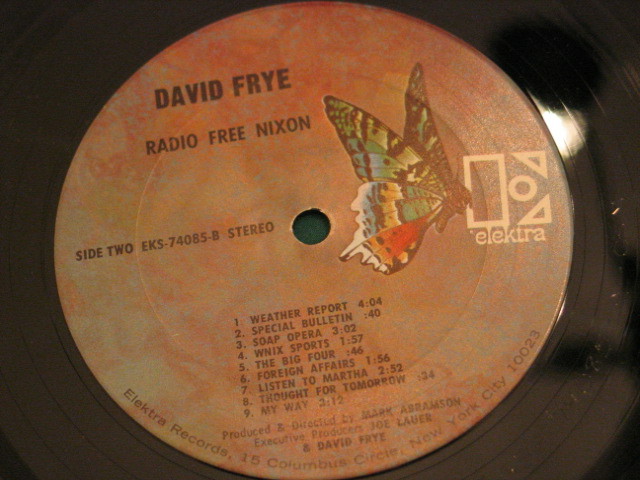 DAVID FRYE
RADIO FREE NIXON
elektra
SIDE TWO EKS-74085-B STEREO
1. WEATHER REPORT 4:04
2. SPECIAL BULLETIN :40
3. SOAP OPERA 3:02
4. WNIX SPORTS 1:57
5. THE BIG FOUR :46
6. FOREIGN AFFAIRS 1:56
7. LISTEN TO MARTHA 2:52
8. THOUGHT FOR TOMORROW :34
9. MY WAY 3:12
Produced & Directed by MARK ABRAMSON
Executive Producers JOE LAUER
& DAVID FRYE
Elektra Records, 15 Columbus Circle, New York City 10023